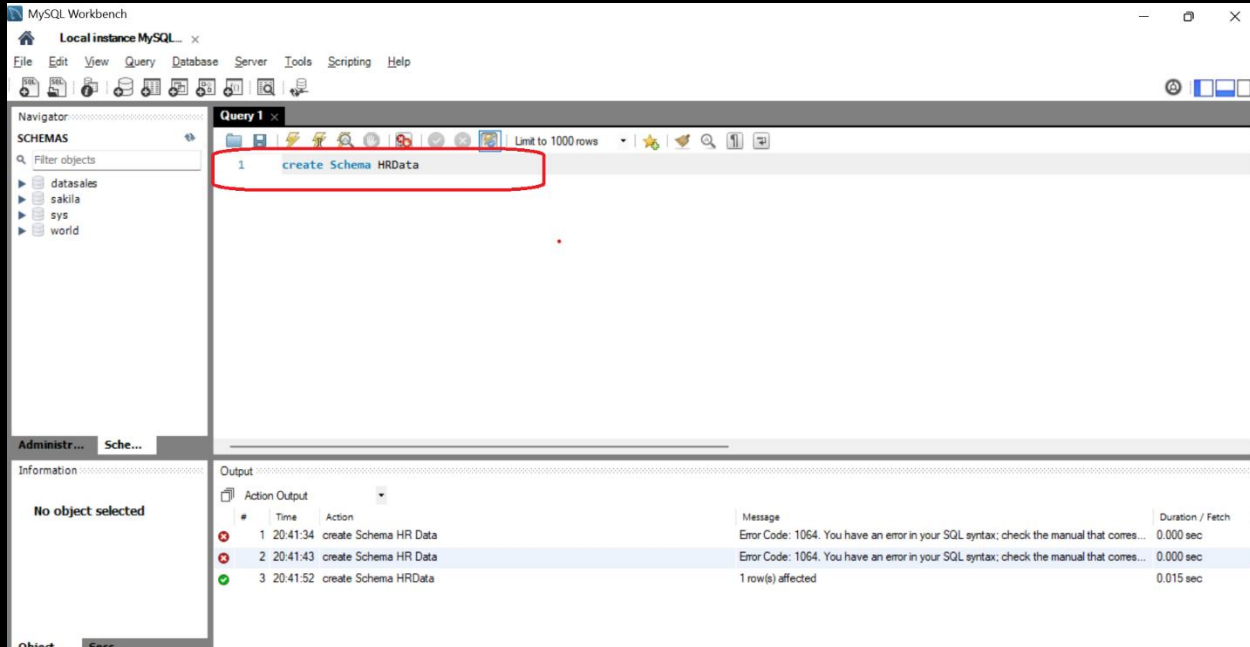 MySQL Workbench
Local instance MySQL...
File Edit View Query Database Server Tools Scripting Help
Navigator
Query 1
SCHEMAS
Limit to 1000 rows
Filter objects
1 create Schema HRData
datasales
sakila
sys
world
Administr... Sche...
Information
Output
No object selected
Action Output
# Time Action Message Duration / Fetch
1 20:41:34 create Schema HR Data Error Code: 1064. You have an error in your SQL syntax; check the manual that corres... 0.000 sec
2 20:41:43 create Schema HR Data Error Code: 1064. You have an error in your SQL syntax; check the manual that corres... 0.000 sec
3 20:41:52 create Schema HRData 1 row(s) affected 0.015 sec
Object